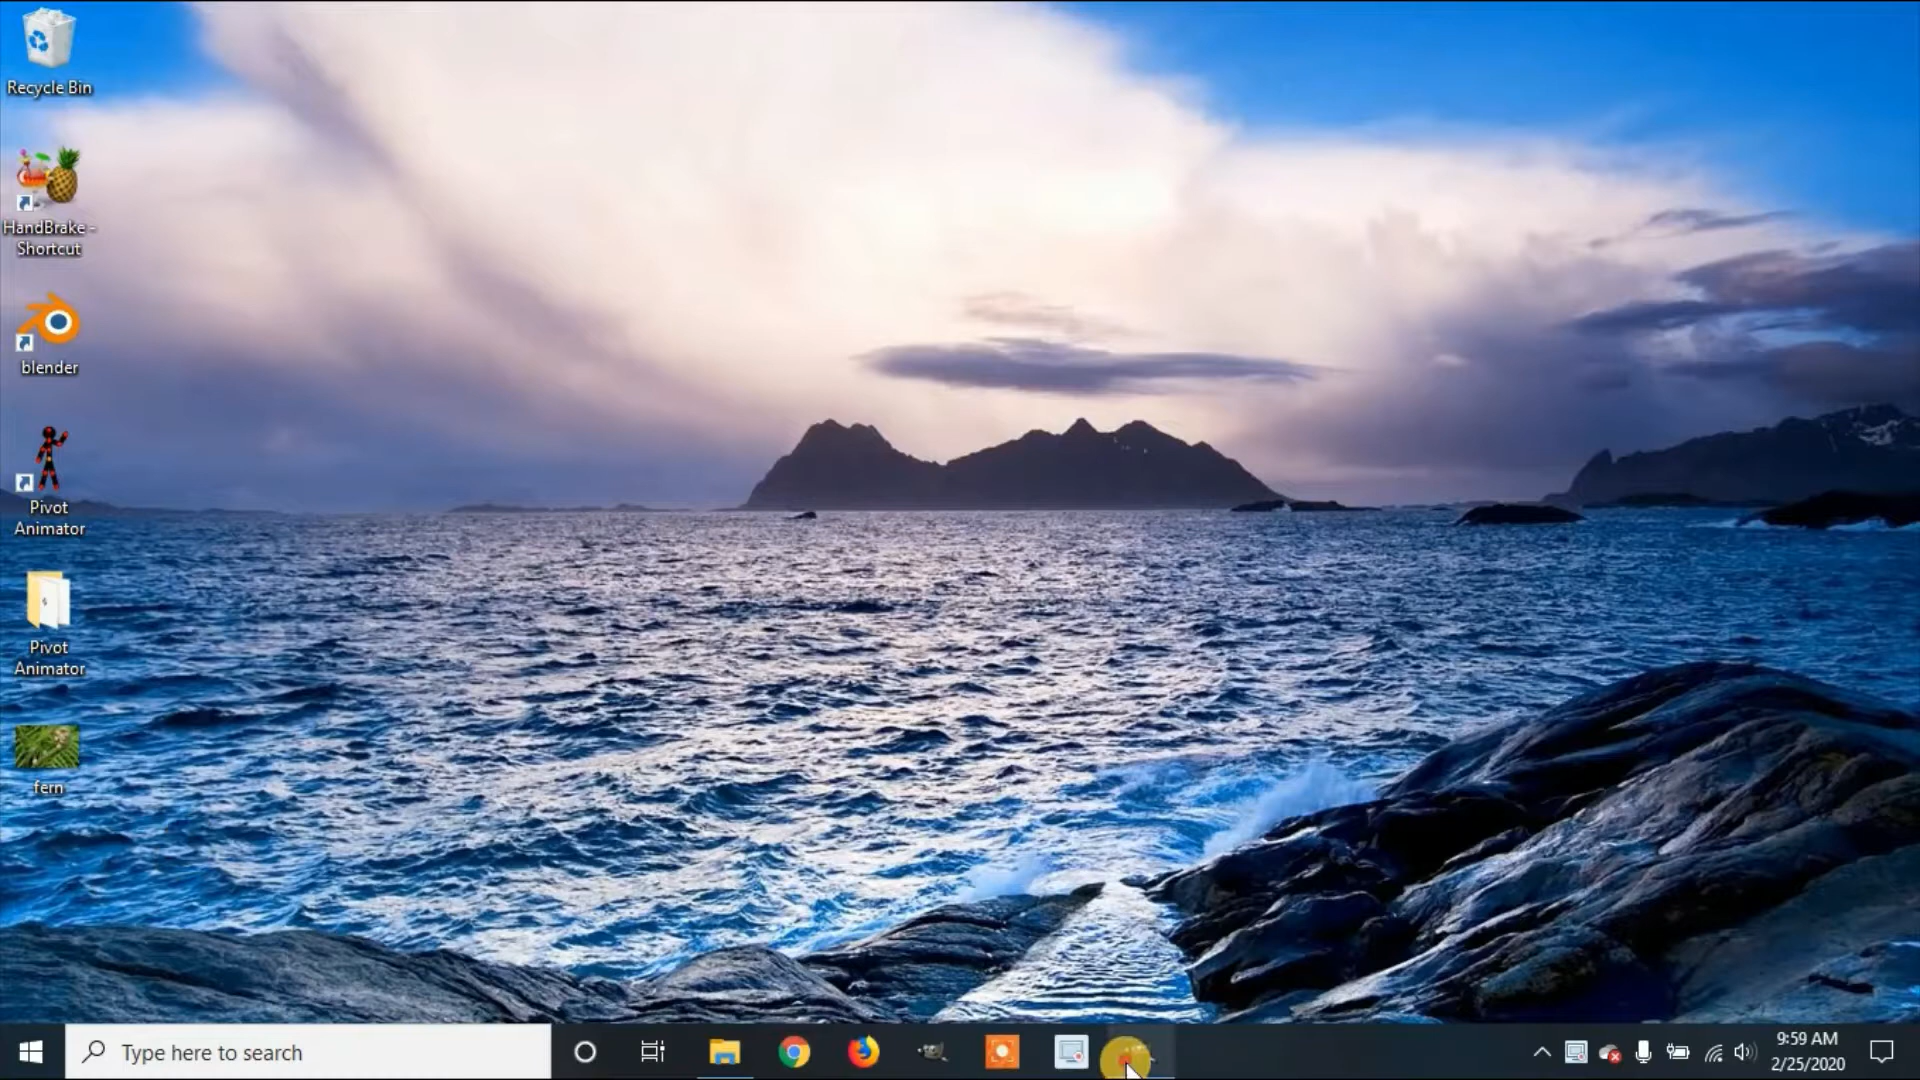 Recycle Bin
HandBrake -
Shortcut
blender
Pivot
Animator
Pivot
Animator
fern
Type here to search
9:59 AM
2/25/2020